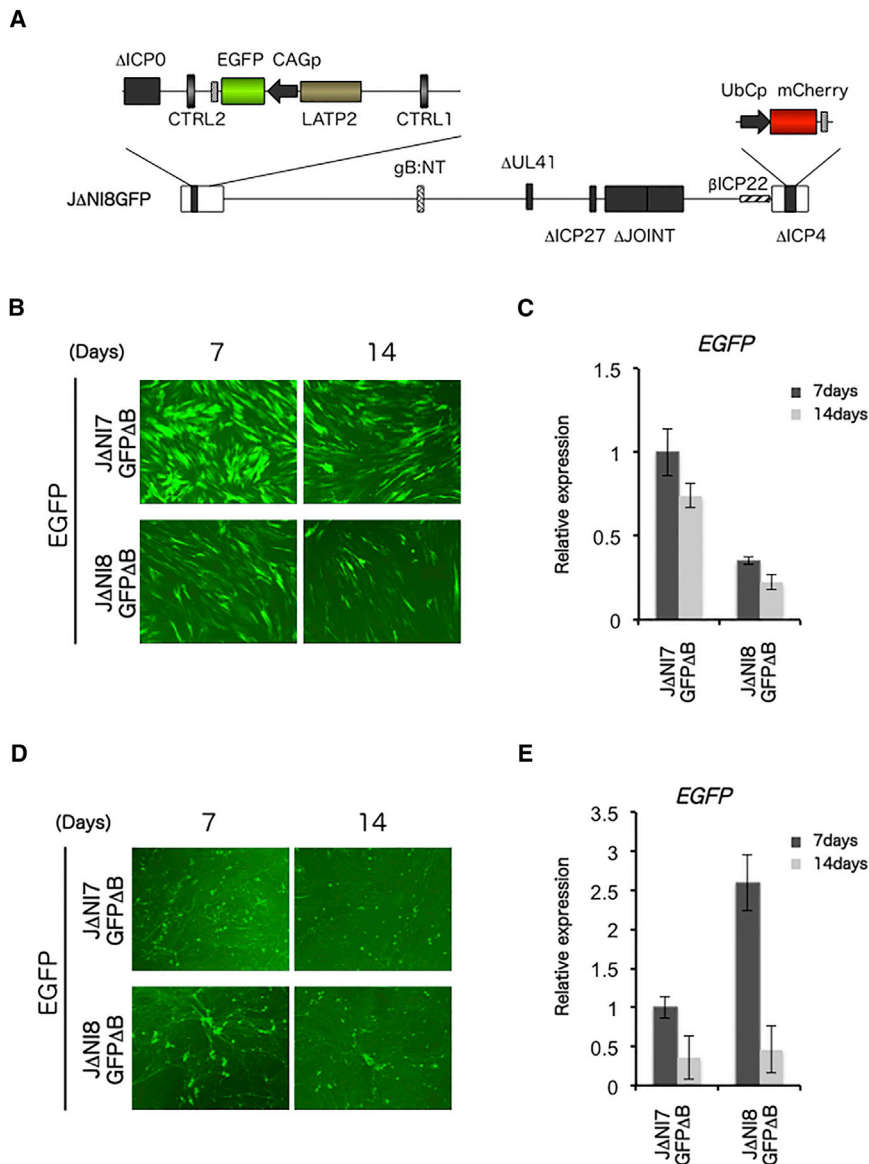 A
ΔICP0
EGFP CAGp
CTRL2
LATP2
CTRL1
UbCp mCherry
JΔNI8GFP
gB:NT
ΔUL41
ΔICP27
ΔJOINT
βICP22
ΔICP4
B
(Days) 7 14
EGFP
JΔNI7
GFPΔB
JΔNI8
GFPΔB
C
EGFP
1.5
1
0.5
0
Relative expression
7days
14days
JΔNI7
GFPΔB
JΔNI8
GFPΔB
D
(Days) 7 14
EGFP
JΔNI7
GFPΔB
JΔNI8
GFPΔB
E
EGFP
3.5
3
2.5
2
1.5
1
0.5
0
Relative expression
7days
14days
JΔNI7
GFPΔB
JΔNI8
GFPΔB